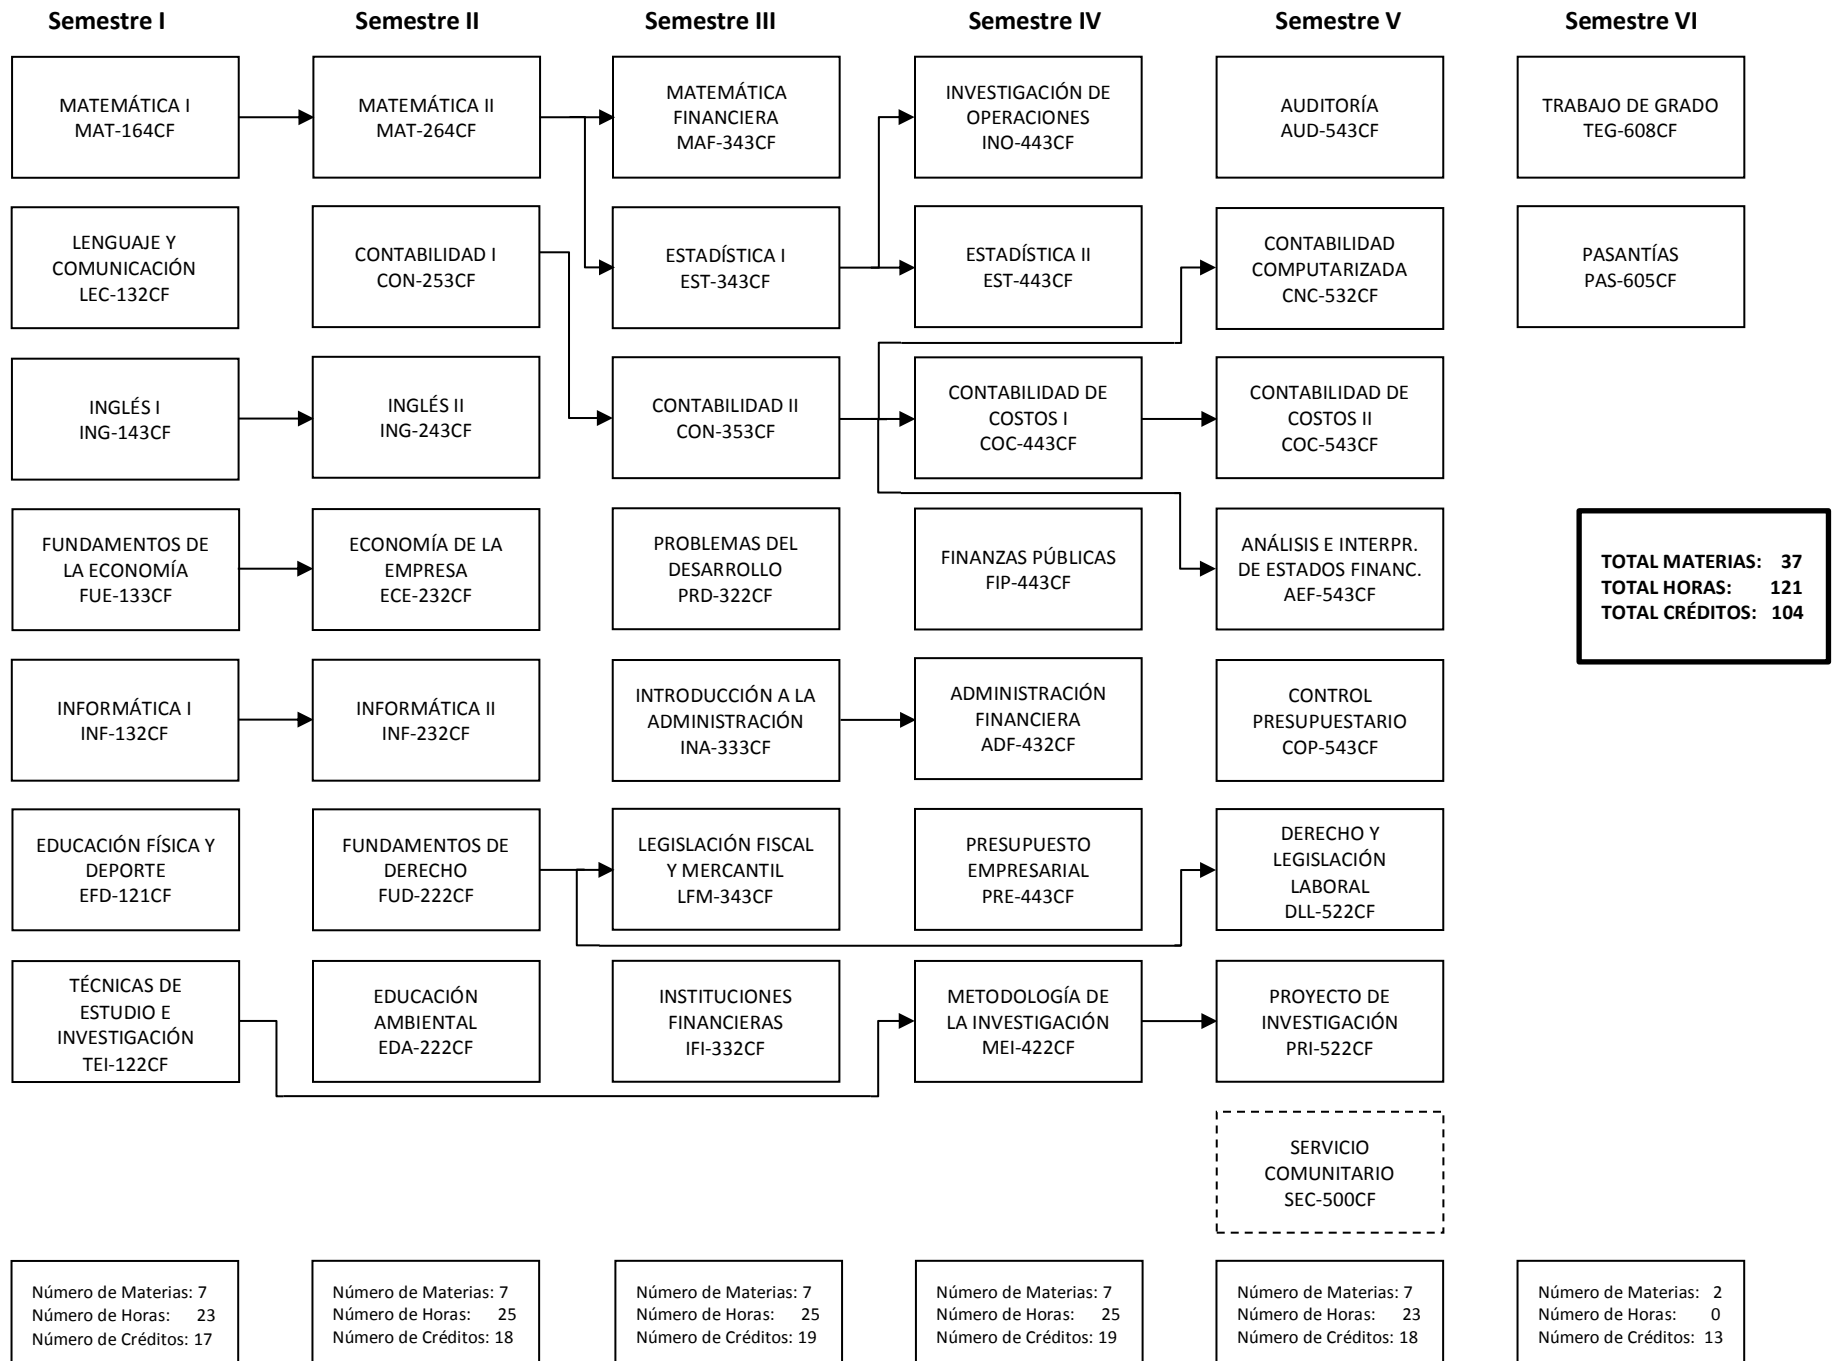 Semestre I
Semestre II
Semestre III
Semestre IV
Semestre V
Semestre VI
MATEMÁTICA I
MAT-164CF
MATEMÁTICA II
MAT-264CF
MATEMÁTICA
FINANCIERA
MAF-343CF
INVESTIGACIÓN DE
OPERACIONES
INO-443CF
AUDITORÍA
AUD-543CF
TRABAJO DE GRADO
TEG-608CF
LENGUAJE Y
COMUNICACIÓN
LEC-132CF
CONTABILIDAD I
CON-253CF
ESTADÍSTICA I
EST-343CF
ESTADÍSTICA II
EST-443CF
CONTABILIDAD
COMPUTARIZADA
CNC-532CF
PASANTÍAS
PAS-605CF
INGLÉS I
ING-143CF
INGLÉS II
ING-243CF
CONTABILIDAD II
CON-353CF
CONTABILIDAD DE
COSTOS I
COC-443CF
CONTABILIDAD DE
COSTOS II
COC-543CF
FUNDAMENTOS DE
LA ECONOMÍA
FUE-133CF
ECONOMÍA DE LA
EMPRESA
ECE-232CF
PROBLEMAS DEL
DESARROLLO
PRD-322CF
FINANZAS PÚBLICAS
FIP-443CF
ANÁLISIS E INTERPR.
DE ESTADOS FINANC.
AEF-543CF
TOTAL MATERIAS: 37
TOTAL HORAS: 121
TOTAL CRÉDITOS: 104
INFORMÁTICA I
INF-132CF
INFORMÁTICA II
INF-232CF
INTRODUCCIÓN A LA
ADMINISTRACIÓN
INA-333CF
ADMINISTRACIÓN
FINANCIERA
ADF-432CF
CONTROL
PRESUPUESTARIO
COP-543CF
EDUCACIÓN FÍSICA Y
DEPORTE
EFD-121CF
FUNDAMENTOS DE
DERECHO
FUD-222CF
LEGISLACIÓN FISCAL
Y MERCANTIL
LFM-343CF
PRESUPUESTO
EMPRESARIAL
PRE-443CF
DERECHO Y
LEGISLACIÓN
LABORAL
DLL-522CF
TÉCNICAS DE
ESTUDIO E
INVESTIGACIÓN
TEI-122CF
EDUCACIÓN
AMBIENTAL
EDA-222CF
INSTITUCIONES
FINANCIERAS
IFI-332CF
METODOLOGÍA DE
LA INVESTIGACIÓN
MEI-422CF
PROYECTO DE
INVESTIGACIÓN
PRI-522CF
SERVICIO
COMUNITARIO
SEC-500CF
Número de Materias: 7
Número de Horas: 23
Número de Créditos: 17
Número de Materias: 7
Número de Horas: 25
Número de Créditos: 18
Número de Materias: 7
Número de Horas: 25
Número de Créditos: 19
Número de Materias: 7
Número de Horas: 25
Número de Créditos: 19
Número de Materias: 7
Número de Horas: 23
Número de Créditos: 18
Número de Materias: 2
Número de Horas: 0
Número de Créditos: 13